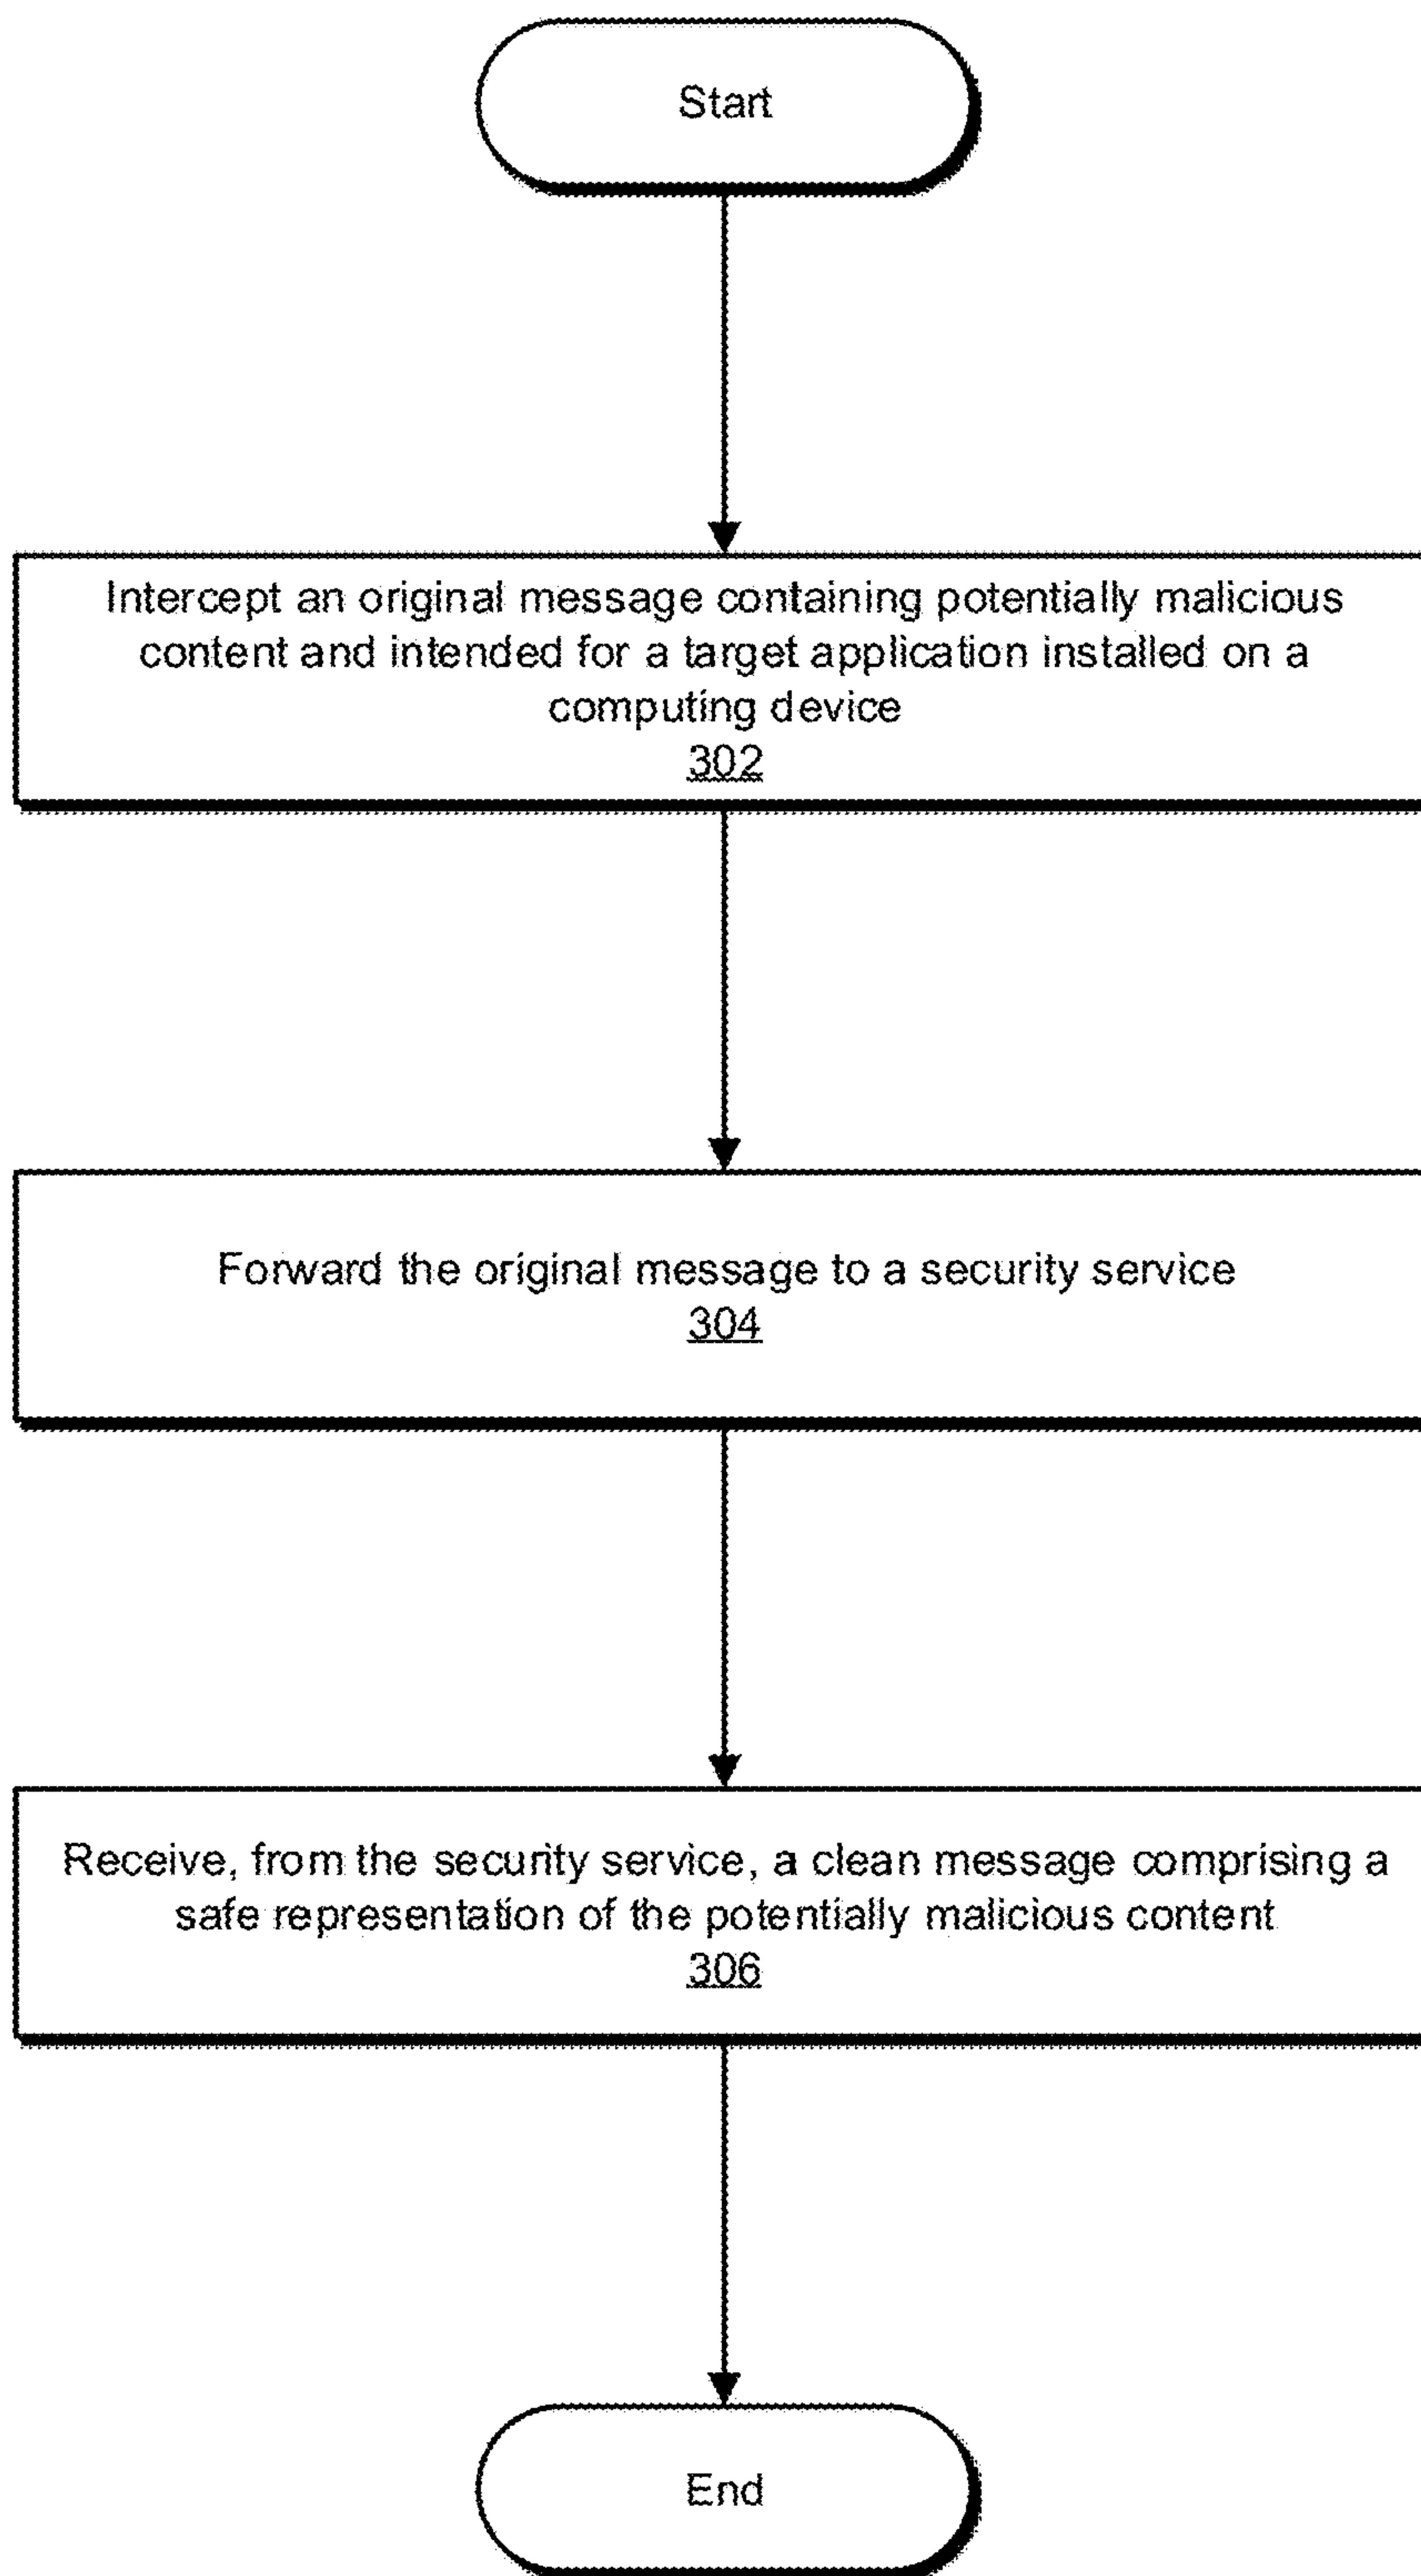 Start
Intercept an original message containing potentially malicious
content and intended for a target application installed on a
computing device
302
Forward the original message to a security service
304
Receive, from the security service, a clean message comprising a
safe representation of the potentially malicious content
306
End